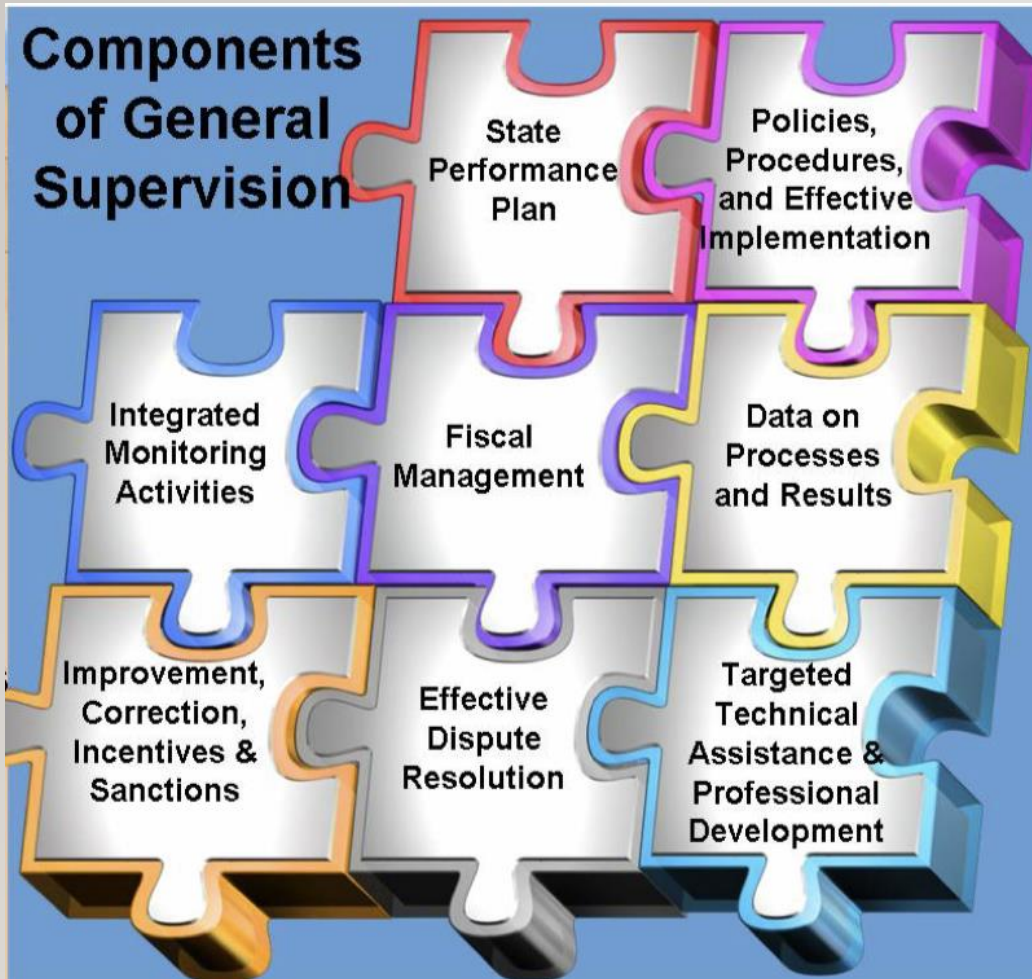 Components
of General
Supervision
State
Performance
Plan
Policies,
Procedures,
and Effective
Implementation
Integrated
Monitoring
Activities
Fiscal
Management
Data on
Processes
and Results
Improvement,
Correction,
Incentives &
Sanctions
Effective
Dispute
Resolution
Targeted
Technical
Assistance &
Professional
Development